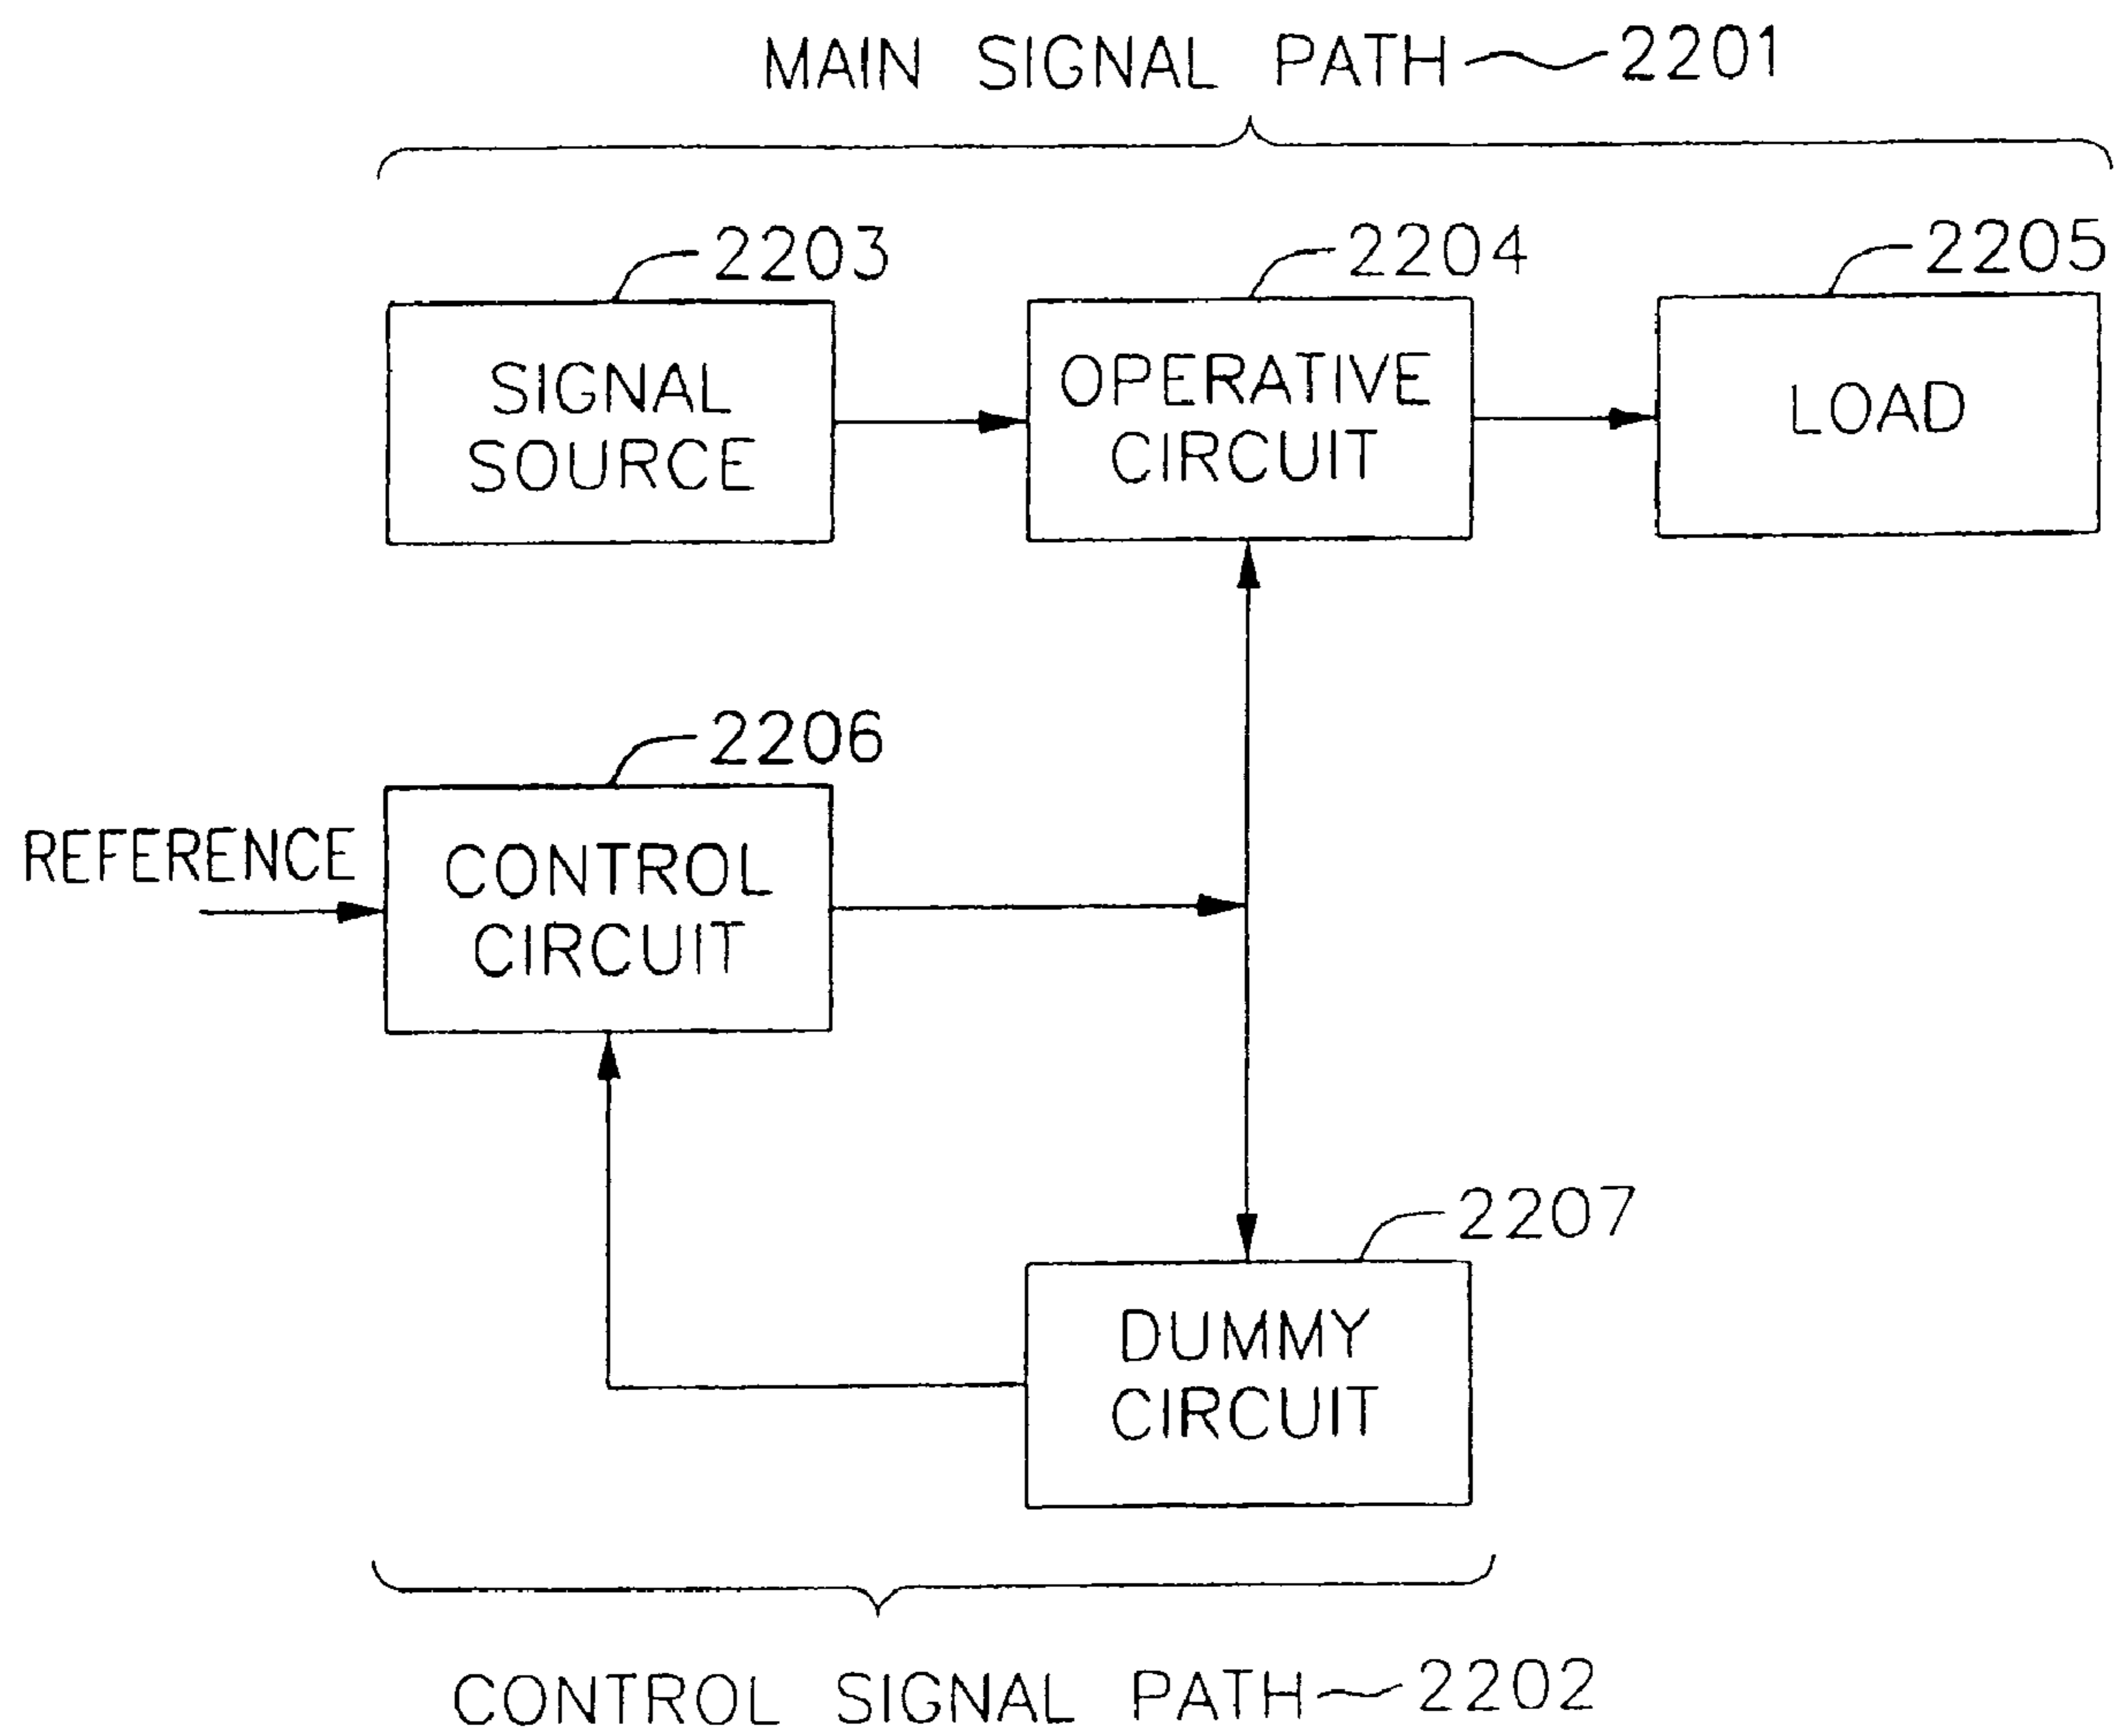 MAIN SIGNAL PATH 2201
2203
2204
2205
SIGNAL
SOURCE
OPERATIVE
CIRCUIT
LOAD
2206
REFERENCE
CONTROL
CIRCUIT
2207
DUMMY
CIRCUIT
CONTROL SIGNAL PATH 2202